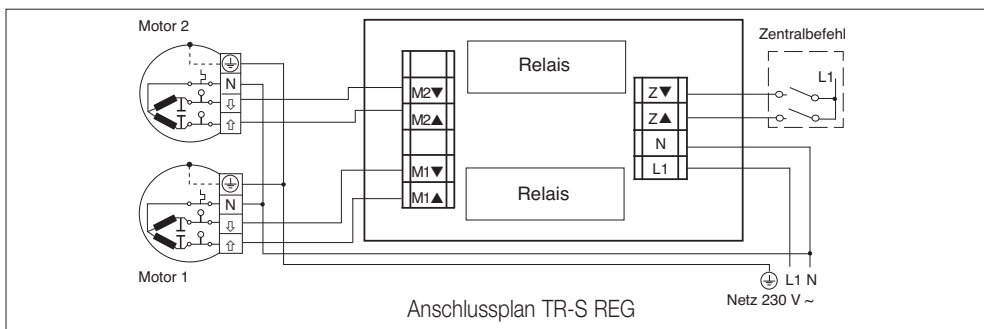 Motor 2
N
⇩
⇧
Motor 1
N
⇩
⇧
M2▼
M2▲
M1▼
M1▲
Relais
Relais
Z▼
Z▲
N
L1
Zentralbefehl
L1
L1 N
Netz 230 V ~
Anschlussplan TR-S REG